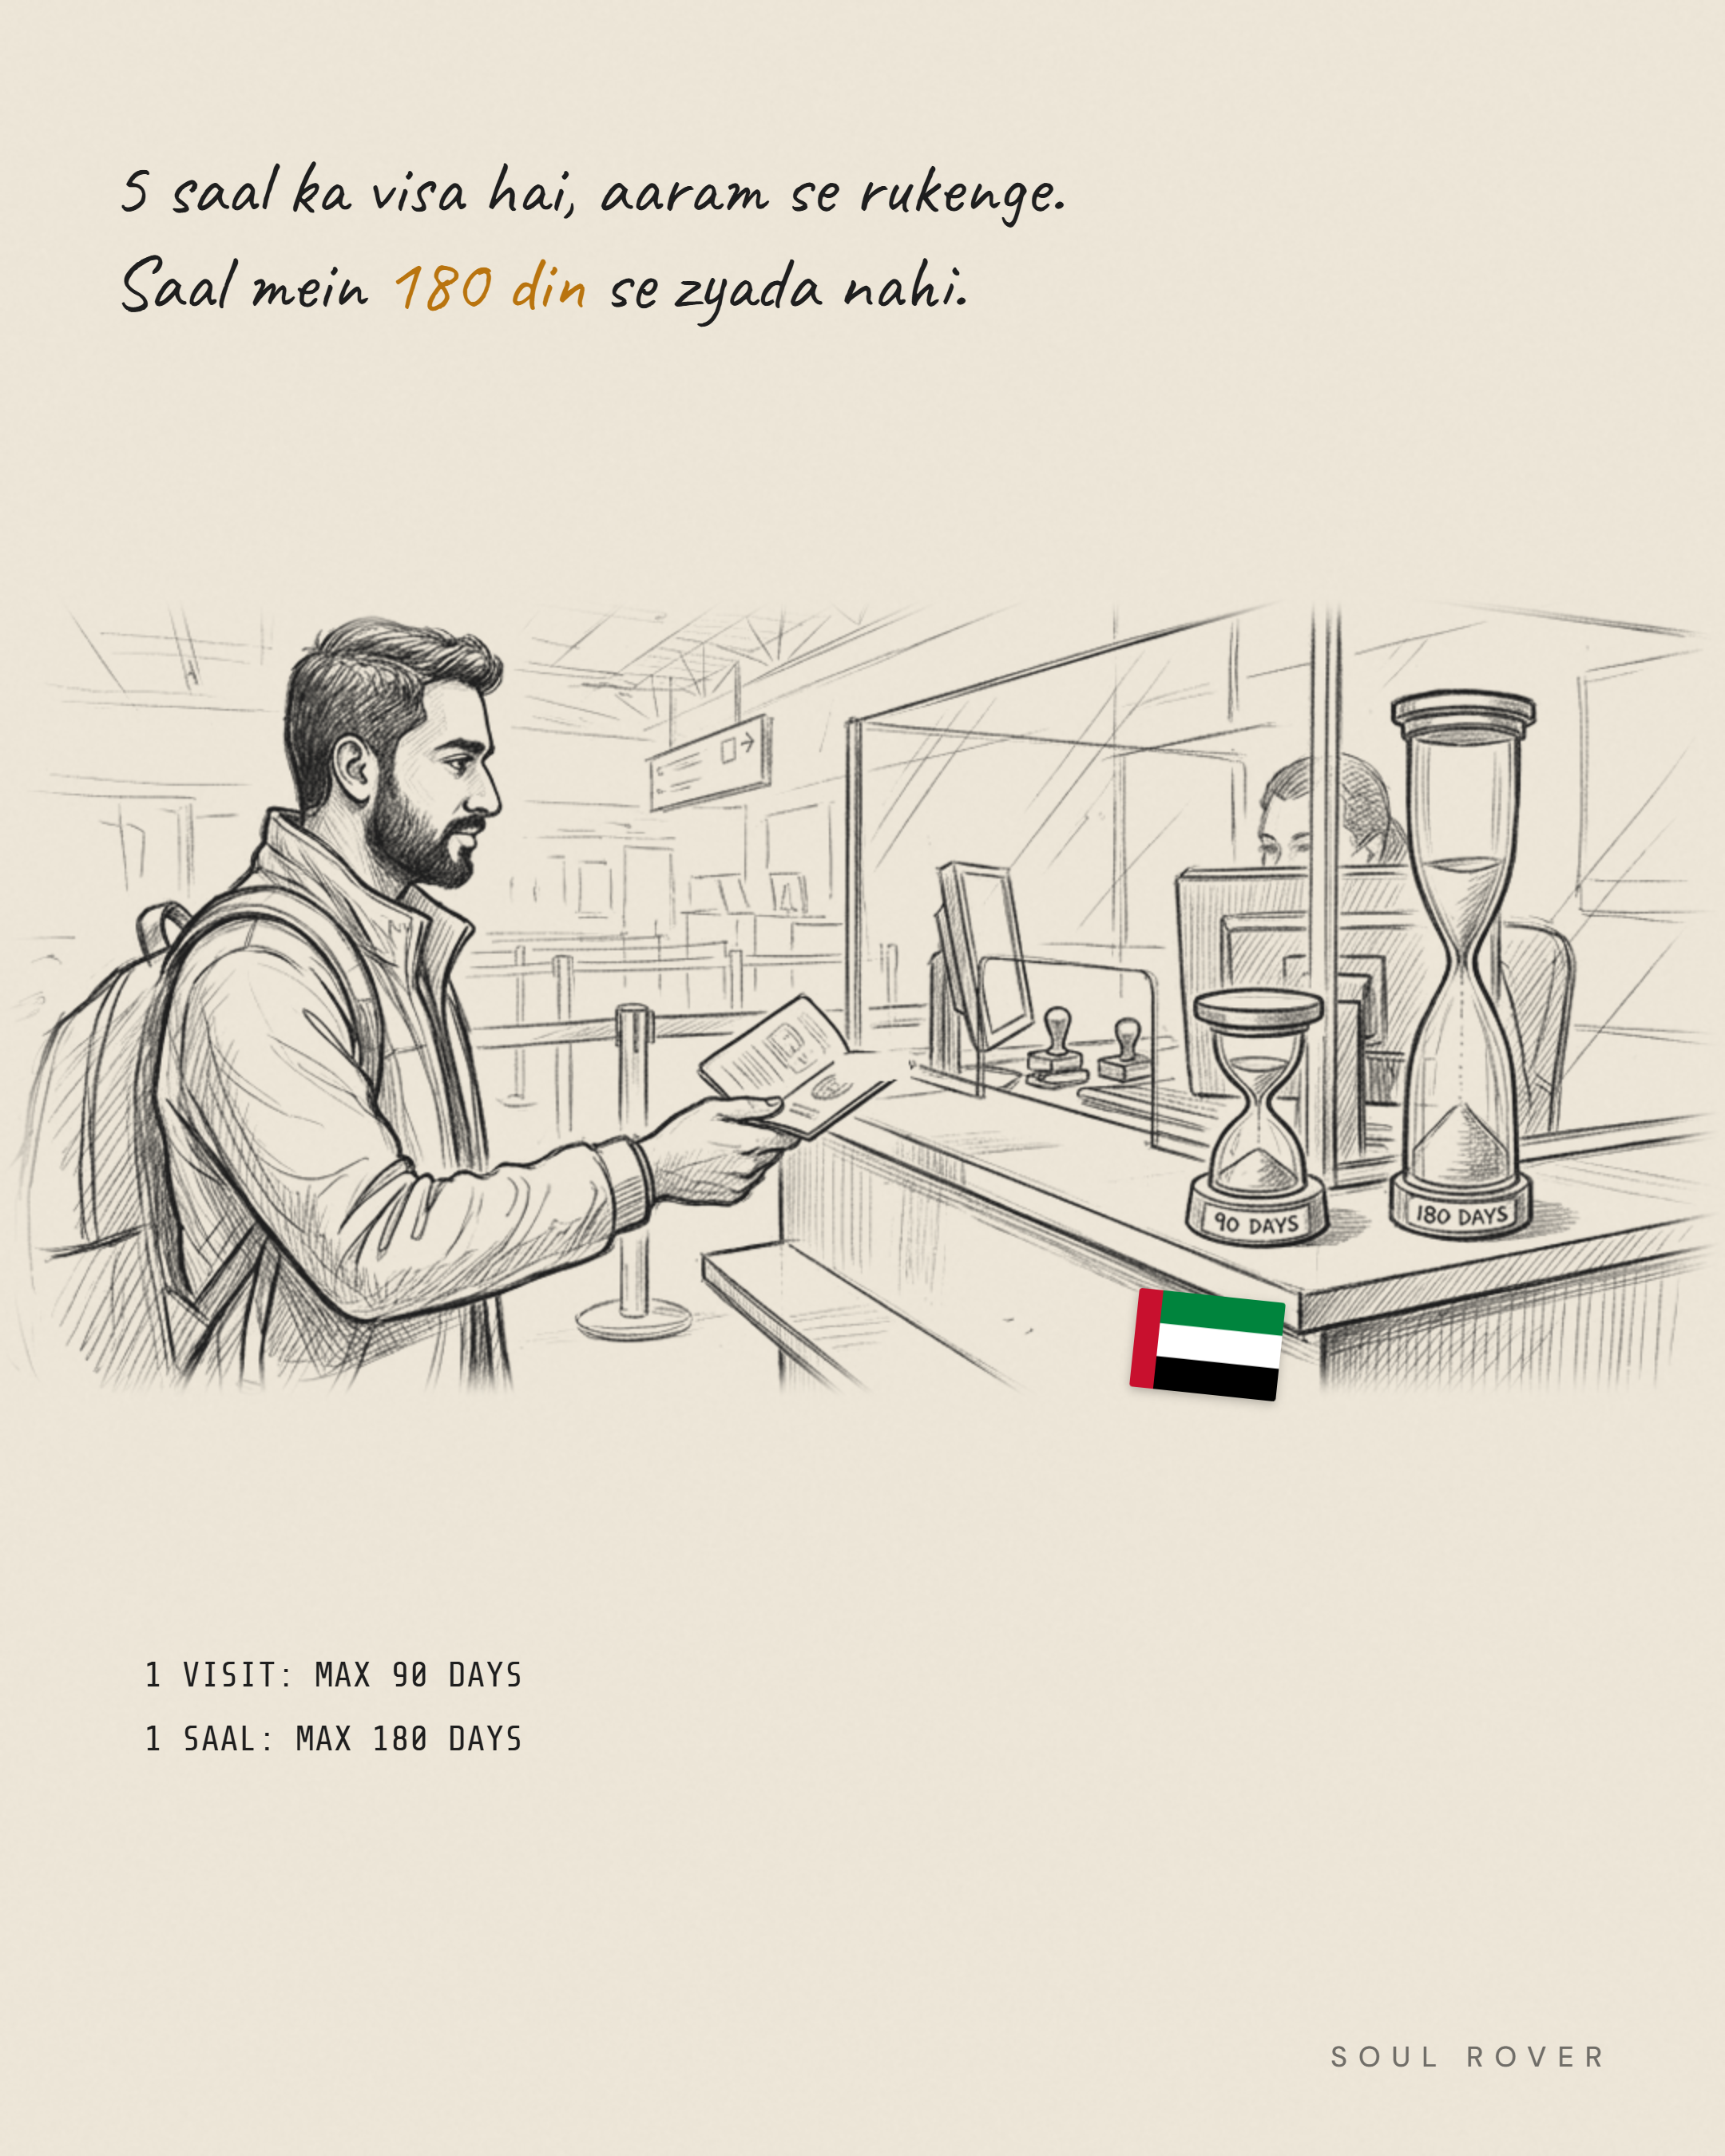 5 saal ka visa hai, aaram se rukenge.
Saal mein 180 din se zyada nahi.
90 DAYS
180 DAYS
1 VISIT: MAX 90 DAYS
1 SAAL: MAX 180 DAYS
SOUL ROVER